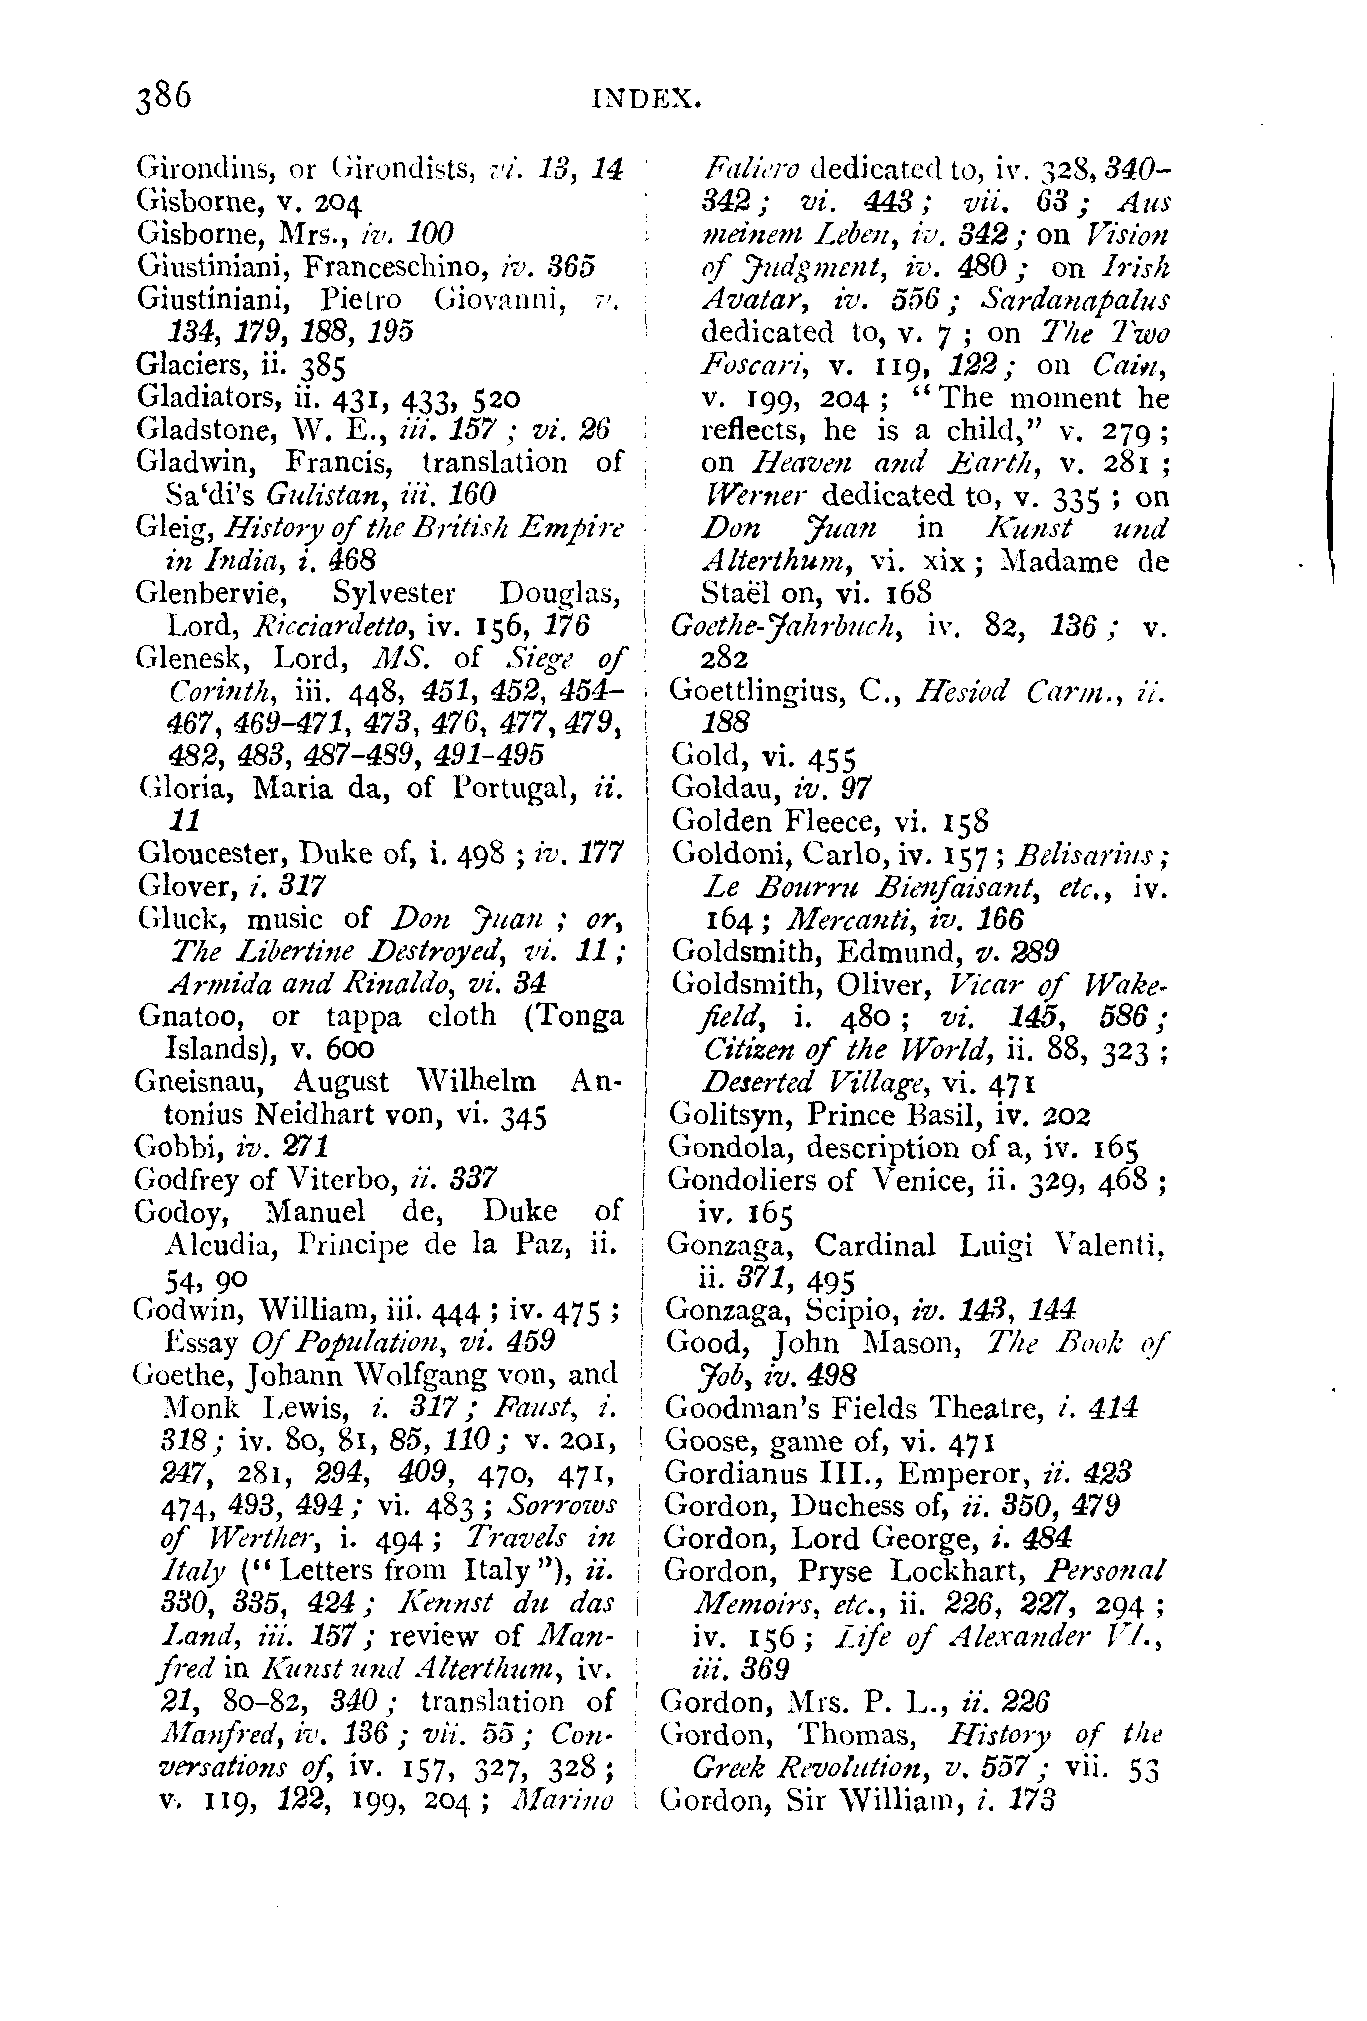 386
INDEX.
Girondins, or Girondists, vi. 13, 14
Gisborne, v. 204
Gisborne, Mrs., iv. 100
Giustiniani, Franceschino, iv. 365
Giustiniani, Pietro Giovanni, v.
134, 179, 188, 195
Glaciers, ii. 385
Gladiators, ii. 431, 433, 520
Gladstone, W. E., iii. 157 ; vi. 26
Gladwin, Francis, translation of
Sa‘di's Gulistan, iii. 160
Gleig, History of the British Empire
in India, i. 468
Glenbervie, Sylvester Douglas,
Lord, Ricciardetto, iv. 156, 176
Glenesk, Lord, MS. of Siege of
Corinth, iii. 448, 451, 452, 454–
467, 469–471, 473, 476, 477, 479,
482, 483, 487–489, 491–495
Gloria, Maria da, of Portugal, ii.
11
Gloucester, Duke of, i. 498 ; iv. 177
Glover, i. 317
Gluck, music of Don Juan ; or,
The Libertine Destroyed, vi. 11 ;
Armida and Rinaldo, vi. 34
Gnatoo, or tappa cloth (Tonga
Islands), v. 600
Gneisnau, August Wilhelm An-
tonius Neidhart von, vi. 345
Gobbi, iv. 271
Godfrey of Viterbo, ii. 337
Godoy, Manuel de, Duke of
Alcudia, Principe de la Paz, ii.
54, 90
Godwin, William, iii. 444 ; iv. 475 ;
Essay Of Population, vi. 459
Goethe, Johann Wolfgang von, and
Monk Lewis, i. 317 ; Faust, i.
318 ; iv. 80, 81, 85, 110 ; v. 201,
247, 281, 294, 409, 470, 471,
474, 493, 494 ; vi. 483 ; Sorrows
of Werther, i. 494 ; Travels in
Italy (“Letters from Italy”), ii.
330, 335, 424 ; Kennst du das
Land, iii. 157 ; review of Man-
fred in Kunst und Alterthum, iv.
21, 80–82, 340 ; translation of
Manfred, iv. 136 ; vii. 55 ; Con-
versations of, iv. 157, 327, 328 ;
v. 119, 122, 199, 204 ; Marino
Faliero dedicated to, iv. 328, 340–
342 ; vi. 443 ; vii. 63 ; Aus
meinem Leben, iv. 342 ; on Vision
of Judgment, iv. 480 ; on Irish
Avatar, iv. 556 ; Sardanapalus
dedicated to, v. 7 ; on The Two
Foscari, v. 119, 122 ; on Cain,
v. 199, 204 ; “The moment he
reflects, he is a child,” v. 279 ;
on Heaven and Earth, v. 281 ;
Werner dedicated to, v. 335 ; on
Don Juan in Kunst und
Alterthum, vi. xix ; Madame de
Staël on, vi. 168
Goethe-Jahrbuch, iv. 82, 136 ; v.
282
Goettlingius, C., Hesiod Carm., ii.
188
Gold, vi. 455
Goldau, iv. 97
Golden Fleece, vi. 158
Goldoni, Carlo, iv. 157 ; Belisarius ;
Le Bourru Bienfaisant, etc., iv.
164 ; Mercanti, iv. 166
Goldsmith, Edmund, v. 289
Goldsmith, Oliver, Vicar of Wake-
field, i. 480 ; vi. 145, 586 ;
Citizen of the World, ii. 88, 323 ;
Deserted Village, vi. 471
Golitsyn, Prince Basil, iv. 202
Gondola, description of a, iv. 165
Gondoliers of Venice, ii. 329, 468 ;
iv. 165
Gonzaga, Cardinal Luigi Valenti,
ii. 371, 495
Gonzaga, Scipio, iv. 143, 144
Good, John Mason, The Book of
Job, iv. 498
Goodman's Fields Theatre, i. 414
Goose, game of, vi. 471
Gordianus III., Emperor, ii. 423
Gordon, Duchess of, ii. 350, 479
Gordon, Lord George, i. 484
Gordon, Pryse Lockhart, Personal
Memoirs, etc., ii. 226, 227, 294 ;
iv. 156 ; Life of Alexander VI.,
iii. 369
Gordon, Mrs. P. L., ii. 226
Gordon, Thomas, History of the
Greek Revolution, v. 557 ; vii. 53
Gordon, Sir William, i. 173